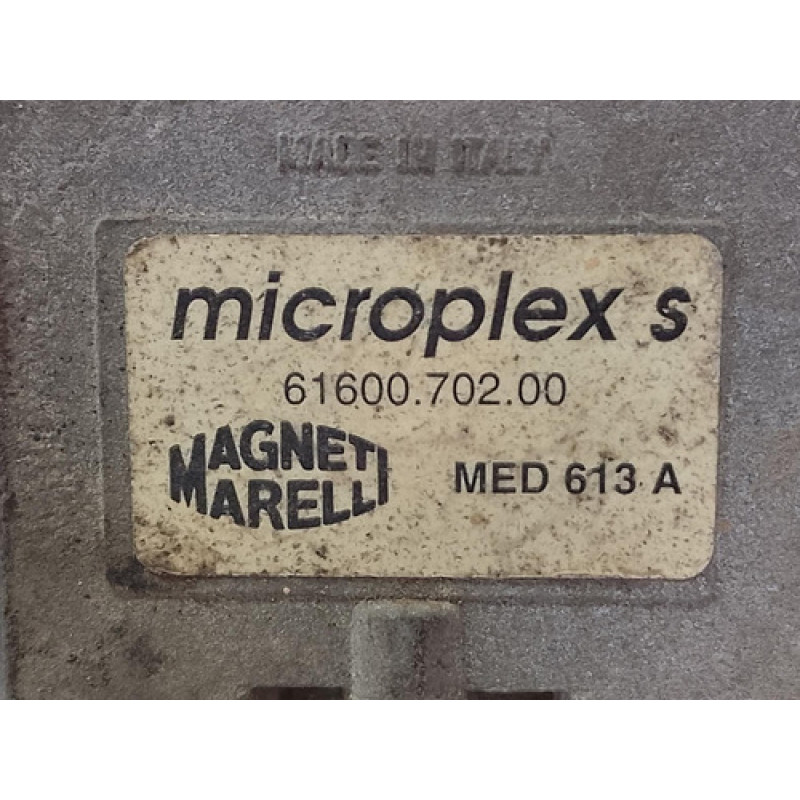 MADE IN ITALY
microplex s
61600.702.00
MAGNETI
MARELLI
MED 613 A